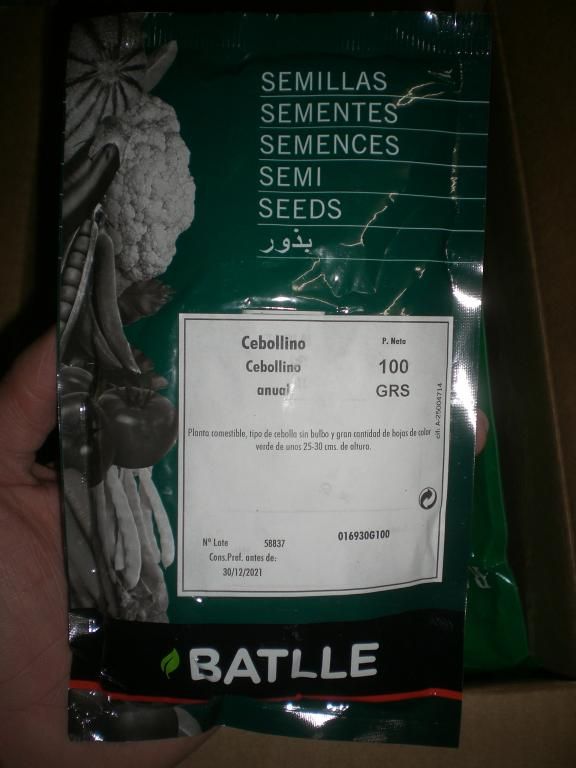 SEMILLAS
SEMENTES
SEMENCES
SEMI
SEEDS
بذور
Cebollino
P. Neto
Cebollino
100
anual
GRS
cif: A-25004714
Planta comestible, tipo de cebolla sin bulbo y gran cantidad de hojas de color
verde de unos 25-30 cms. de altura.
Nº Lote 58837
016930G100
Cons.Pref. antes de:
30/12/2021
BATLLE